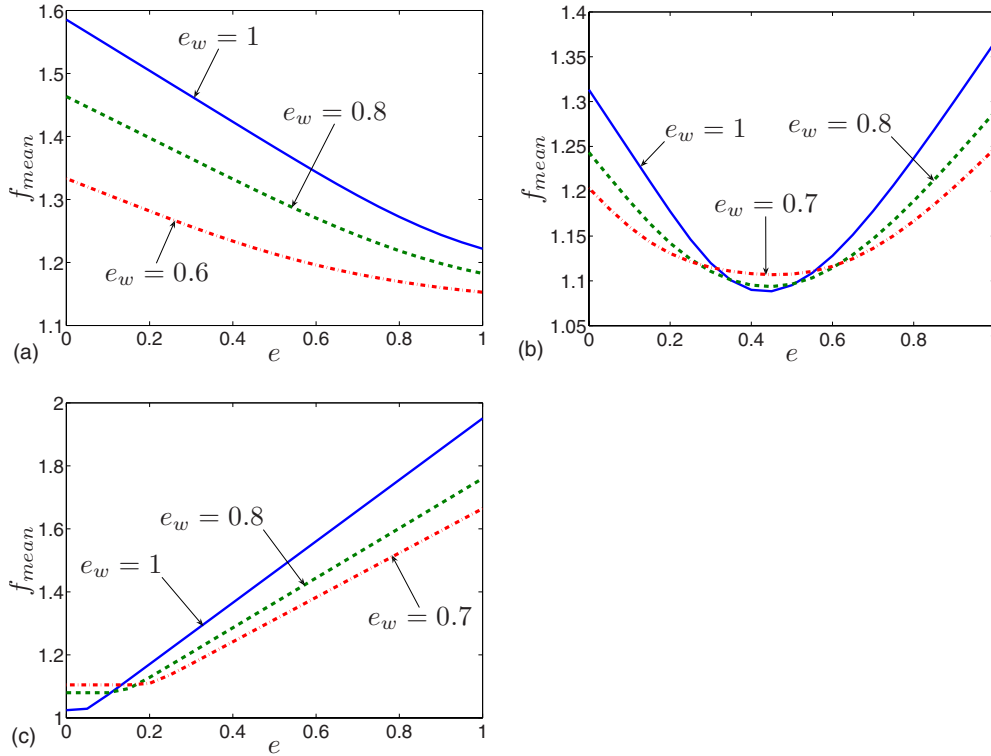 1.6
1.5
1.4
1.3
1.2
1.1
f_mean
e_w = 1
e_w = 0.8
e_w = 0.6
0 0.2 0.4 0.6 0.8 1
e
(a)
1.4
1.35
1.3
1.25
1.2
1.15
1.1
1.05
f_mean
e_w = 1
e_w = 0.8
e_w = 0.7
0 0.2 0.4 0.6 0.8
e
(b)
2
1.8
1.6
1.4
1.2
1
f_mean
e_w = 0.8
e_w = 1
e_w = 0.7
0 0.2 0.4 0.6 0.8 1
e
(c)